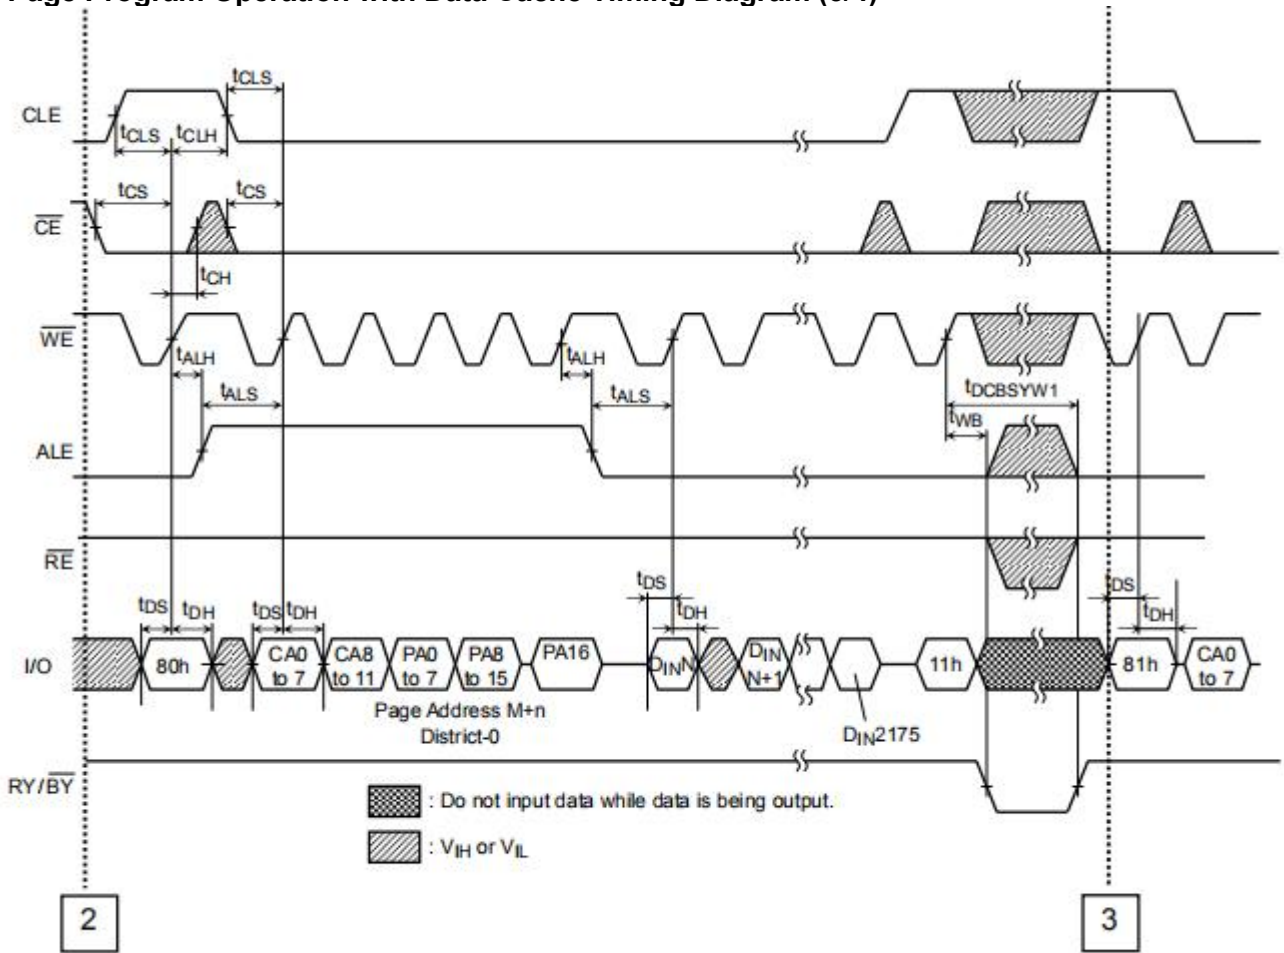 Page Program Operation with Data Cache Timing Diagram (3/4)
tCLS
CLE
tCLS tCLH
tCS tCS
CE
tCH
WE
tALH tALH
tALS tALS
tDCBSYW1
tWB
ALE
RE
tDS tDH tDS tDH tDS tDH tDS tDH
I/O 80h CA0 to 7 CA8 to 11 PA0 to 7 PA8 to 15 PA16 DINN DIN N+1 11h 81h CA0 to 7
Page Address M+n
District-0
DIN2175
RY/BY
: Do not input data while data is being output.
: VIH or VIL
2 3